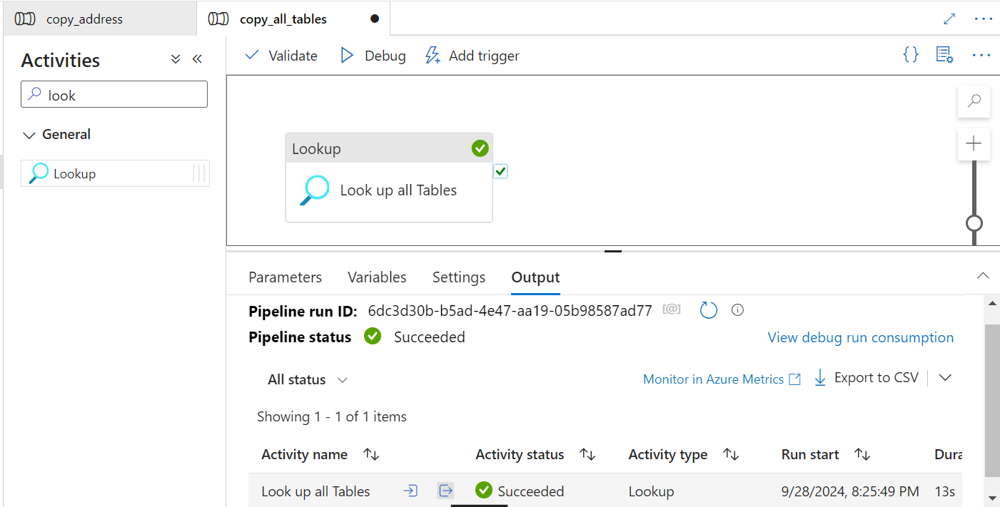 copy_address
copy_all_tables
Activities
look
General
Lookup
Validate
Debug
Add trigger
{}
Lookup
Look up all Tables
Parameters
Variables
Settings
Output
Pipeline run ID: 6dc3d30b-b5ad-4e47-aa19-05b98587ad77 [@]
Pipeline status Succeeded
View debug run consumption
All status
Monitor in Azure Metrics
Export to CSV
Showing 1 - 1 of 1 items
Activity name Activity status Activity type Run start Dura
Look up all Tables Succeeded Lookup 9/28/2024, 8:25:49 PM 13s